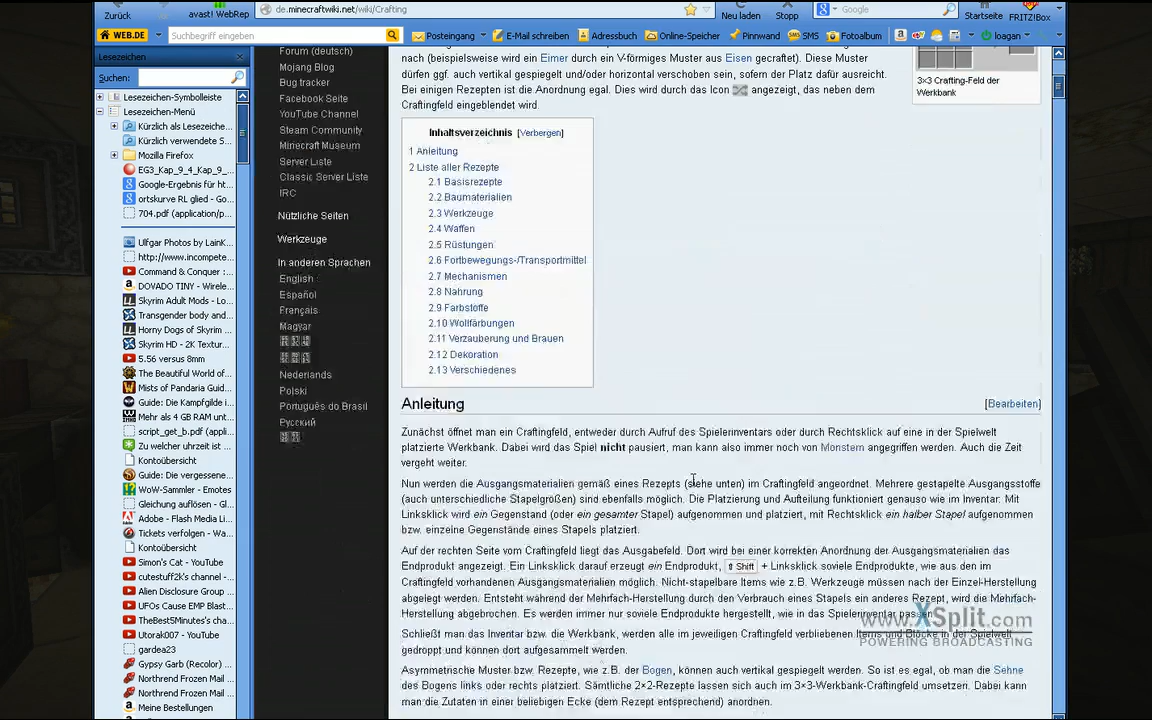 Zurück
avast! WebRep
de.minecraftwiki.net/wiki/Crafting
Neu laden
Stopp
Google
Startseite
FRITZ!Box
WEB.DE
Suchbegriff eingeben
Posteingang
E-Mail schreiben
Adressbuch
Online-Speicher
Pinnwand
SMS
Fotoalbum
loagan
Lesezeichen
Suchen:
Lesezeichen-Symbolleiste
Lesezeichen-Menü
Kürzlich als Lesezeiche...
Kürzlich verwendete S...
Mozilla Firefox
EG3_Kap_9_4_Kap_9_...
Google-Ergebnis für ht...
ortskurve RL glied - Go...
704.pdf (application/p...
Ulfgar Photos by LainK...
http://www.incompete...
Command & Conquer :...
DOVADO TINY - Wirele...
Skyrim Adult Mods - Lo...
Transgender body and...
Horny Dogs of Skyrim ...
Skyrim HD - 2K Textur...
5.56 versus 8mm
The Beautiful World of...
Mists of Pandaria Guid...
Guide: Die Kampfgilde i...
Mehr als 4 GB RAM unt...
script_get_b.pdf (applic...
Zu welcher uhrzeit ist ...
Kontoübersicht
Guide: Die vergessene...
WoW-Sammler - Emotes
Gleichung auflösen - ...
Adobe - Flash Media Li...
Tickets verfolgen - Wa...
Kontoübersicht
Simon's Cat - YouTube
cutestuff2k's channel - ...
Alien Disclosure Group ...
UFOs Cause EMP Blast...
TheBest5Minutes's cha...
Utorak007 - YouTube
gardea23
Gypsy Garb (Recolor) ...
Northrend Frozen Mail ...
Northrend Frozen Mail ...
Meine Bestellungen
Forum (deutsch)
Mojang Blog
Bug tracker
Facebook Seite
YouTube Channel
Steam Community
Minecraft Museum
Server Liste
Classic Server Liste
IRC
Nützliche Seiten
Werkzeuge
In anderen Sprachen
English
Español
Français
Magyar
Nederlands
Polski
Português do Brasil
Русский
nach (beispielsweise wird ein Eimer durch ein V-förmiges Muster aus Eisen gecraftet). Diese Muster
dürfen ggf. auch vertikal gespiegelt und/oder horizontal verschoben sein, sofern der Platz dafür ausreicht.
Bei einigen Rezepten ist die Anordnung egal. Dies wird durch das Icon angezeigt, das neben dem
Craftingfeld eingeblendet wird.
3×3 Crafting-Feld der
Werkbank
Inhaltsverzeichnis [Verbergen]
1 Anleitung
2 Liste aller Rezepte
2.1 Basisrezepte
2.2 Baumaterialien
2.3 Werkzeuge
2.4 Waffen
2.5 Rüstungen
2.6 Fortbewegungs-/Transportmittel
2.7 Mechanismen
2.8 Nahrung
2.9 Farbstoffe
2.10 Wollfärbungen
2.11 Verzauberung und Brauen
2.12 Dekoration
2.13 Verschiedenes
Anleitung [Bearbeiten]
Zunächst öffnet man ein Craftingfeld, entweder durch Aufruf des Spielerinventars oder durch Rechtsklick auf eine in der Spielwelt
platzierte Werkbank. Dabei wird das Spiel nicht pausiert, man kann also immer noch von Monstern angegriffen werden. Auch die Zeit
vergeht weiter.
Nun werden die Ausgangsmaterialien gemäß eines Rezepts (siehe unten) im Craftingfeld angeordnet. Mehrere gestapelte Ausgangsstoffe
(auch unterschiedliche Stapelgrößen) sind ebenfalls möglich. Die Platzierung und Aufteilung funktioniert genauso wie im Inventar: Mit
Linksklick wird ein Gegenstand (oder ein gesamter Stapel) aufgenommen und platziert, mit Rechtsklick ein halber Stapel aufgenommen
bzw. einzelne Gegenstände eines Stapels platziert.
Auf der rechten Seite vom Craftingfeld liegt das Ausgabefeld. Dort wird bei einer korrekten Anordnung der Ausgangsmaterialien das
Endprodukt angezeigt. Ein Linksklick darauf erzeugt ein Endprodukt, ⇧ Shift + Linksklick soviele Endprodukte, wie aus den im
Craftingfeld vorhandenen Ausgangsmaterialien möglich. Nicht-stapelbare Items wie z.B. Werkzeuge müssen nach der Einzel-Herstellung
abgelegt werden. Entsteht während der Mehrfach-Herstellung durch den Verbrauch eines Stapels ein anderes Rezept, wird die Mehrfach-
Herstellung abgebrochen. Es werden immer nur soviele Endprodukte hergestellt, wie in das Spielerinventar passen.
Schließt man das Inventar bzw. die Werkbank, werden alle im jeweiligen Craftingfeld verbliebenen Items und Blöcke in der Spielwelt
gedroppt und können dort aufgesammelt werden.
Asymmetrische Muster bzw. Rezepte, wie z.B. der Bogen, können auch vertikal gespiegelt werden. So ist es egal, ob man die Sehne
des Bogens links oder rechts platziert. Sämtliche 2×2-Rezepte lassen sich auch im 3×3-Werkbank-Craftingfeld umsetzen. Dabei kann
man die Zutaten in einer beliebigen Ecke (dem Rezept entsprechend) anordnen.
www.XSplit.com
POWERING BROADCASTING